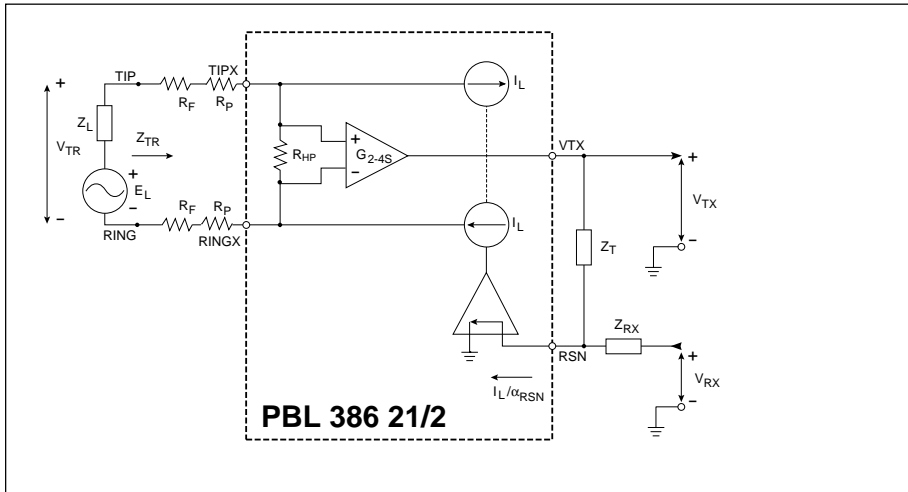 TIP
TIPX
I_L
+
R_F
R_P
Z_L
Z_TR
V_TR
R_HP
+
G_2-4S
−
VTX
+
+
E_L
−
−
V_TX
R_F
R_P
I_L
RING
RINGX
Z_T
−
Z_RX
RSN
+
I_L/α_RSN
V_RX
PBL 386 21/2
−